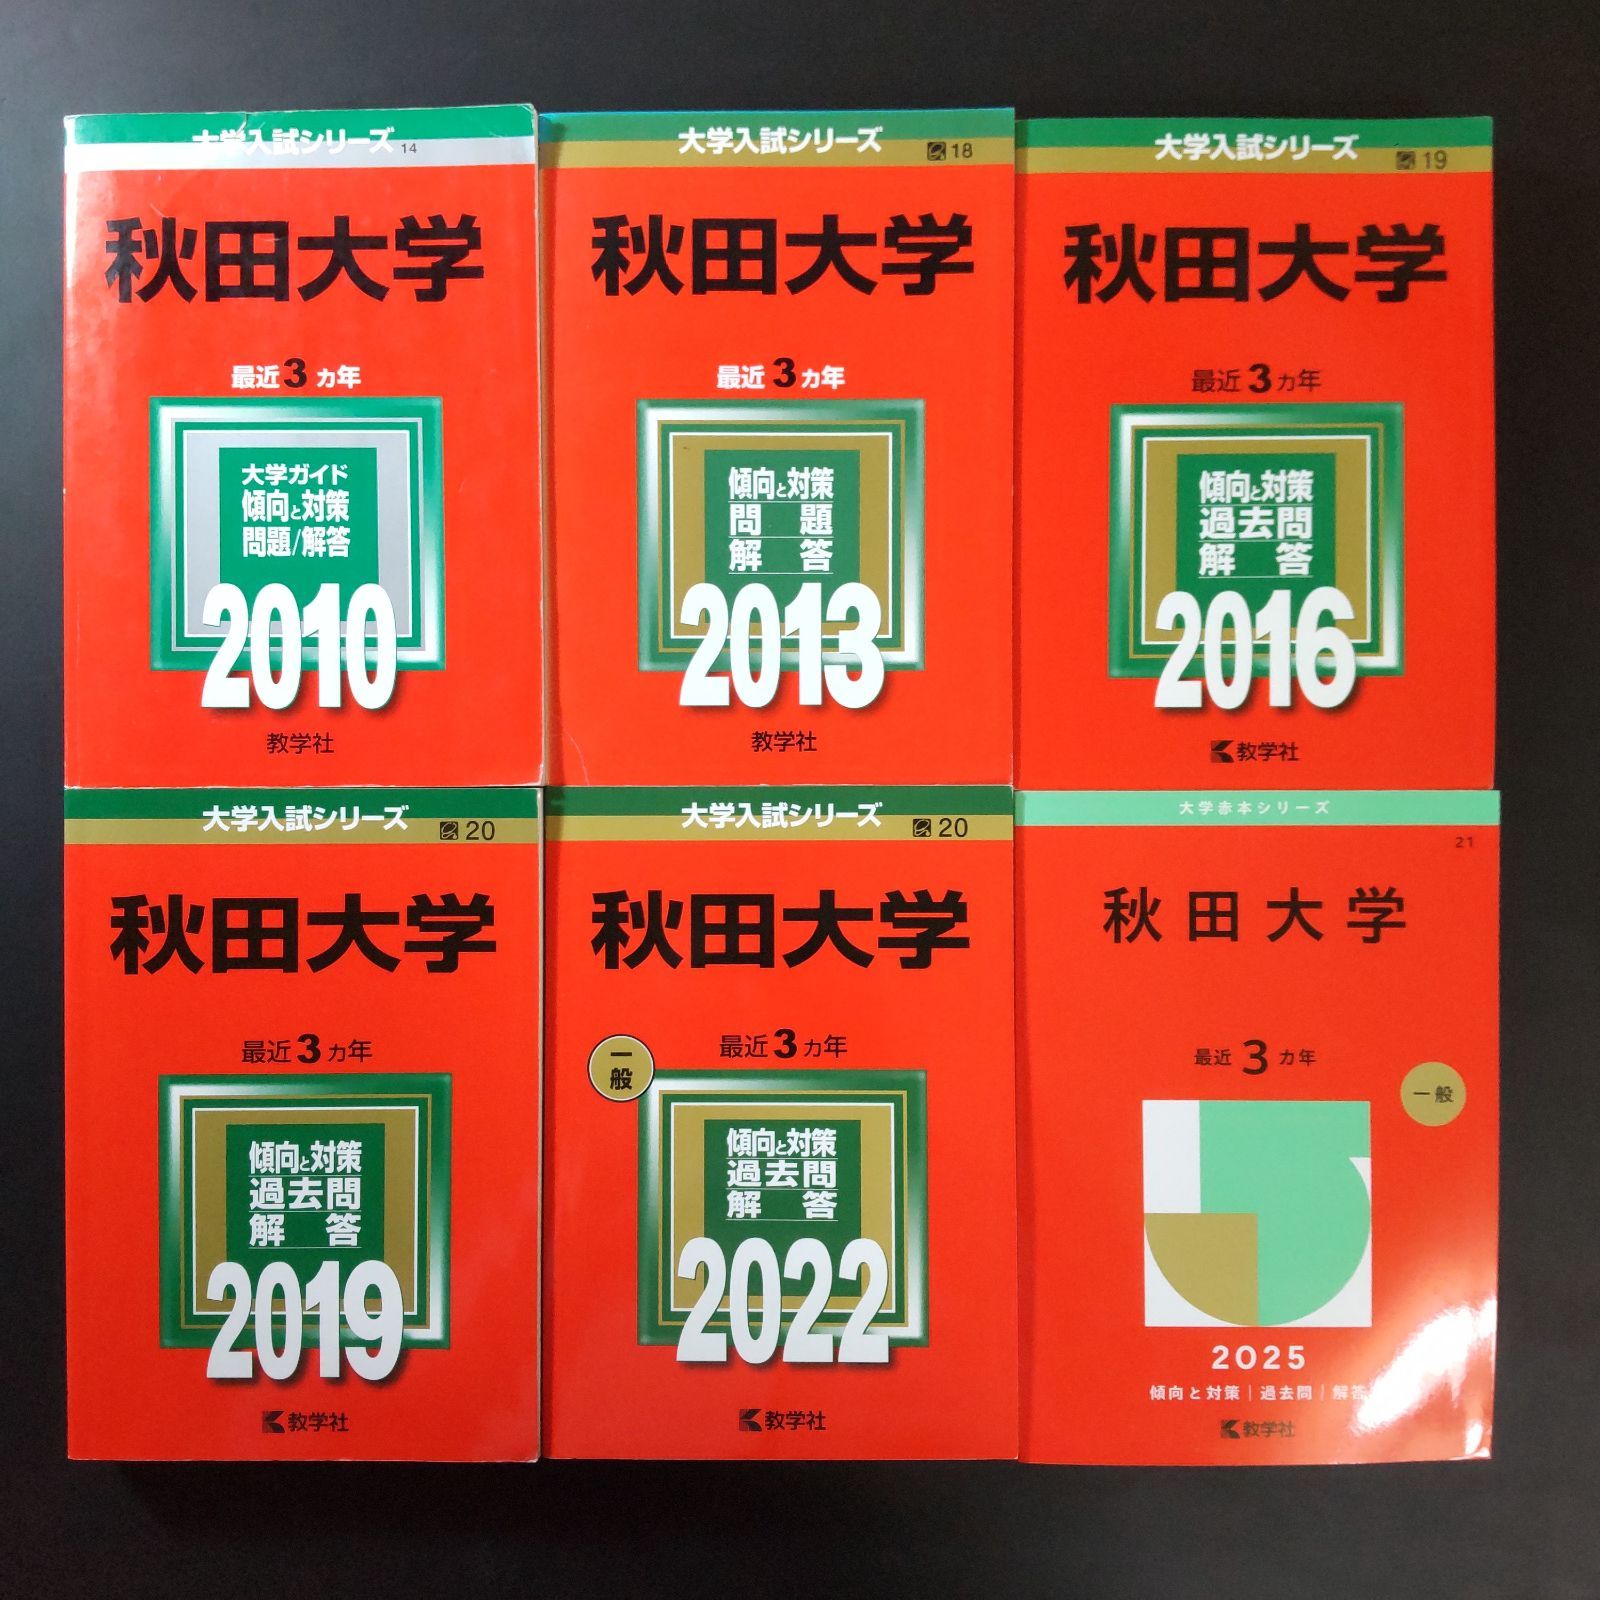 大学入試シリーズ
14
秋田大学
最近3カ年
大学ガイド
傾向と対策
問題/解答
2010
教学社
大学入試シリーズ
18
秋田大学
最近3カ年
傾向と対策
問題
解答
2013
教学社
大学入試シリーズ
19
秋田大学
最近3カ年
傾向と対策
過去問
解答
2016
教学社
大学入試シリーズ
20
秋田大学
最近3カ年
傾向と対策
過去問
解答
2019
教学社
大学入試シリーズ
20
秋田大学
最近3カ年
一般
傾向と対策
過去問
解答
2022
教学社
大学赤本シリーズ
21
秋田大学
最近3カ年
一般
2025
傾向と対策|過去問|解答
教学社